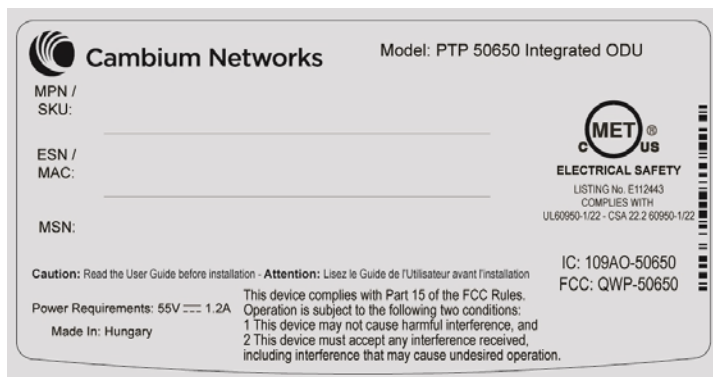 Cambium Networks
Model: PTP 50650 Integrated ODU
MPN /
SKU:
ESN /
MAC:
MSN:
C MET ® US
ELECTRICAL SAFETY
LISTING No. E112443
COMPLIES WITH
UL60950-1/22 - CSA 22.2 60950-1/22
IC: 109AO-50650
FCC: QWP-50650
Caution: Read the User Guide before installation - Attention: Lisez le Guide de l'Utilisateur avant l'installation
Power Requirements: 55V ⎓ 1.2A
Made In: Hungary
This device complies with Part 15 of the FCC Rules.
Operation is subject to the following two conditions:
1 This device may not cause harmful interference, and
2 This device must accept any interference received,
including interference that may cause undesired operation.